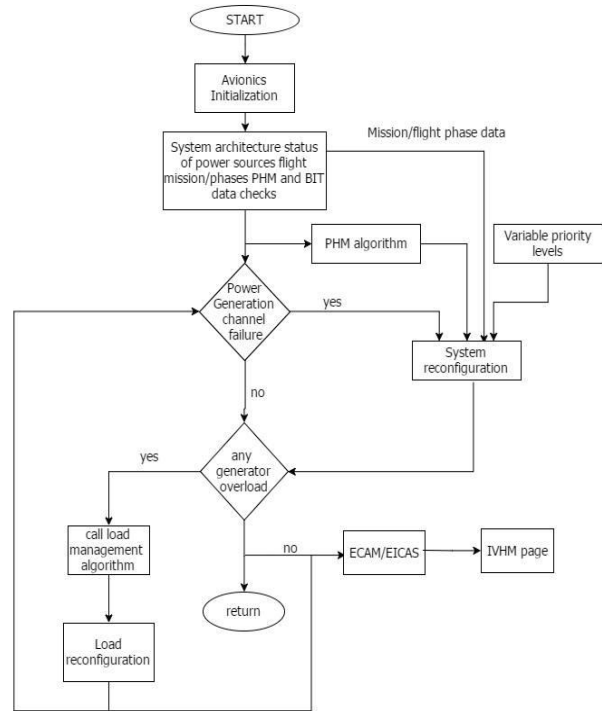 START
Avionics
Initialization
Mission/flight phase data
System architecture status
of power sources flight
mission/phases PHM and BIT
data checks
PHM algorithm
Variable priority
levels
Power
Generation
channel
failure
yes
System
reconfiguration
no
any
generator
overload
yes
call load
management
algorithm
no
ECAM/EICAS
IVHM page
return
Load
reconfiguration